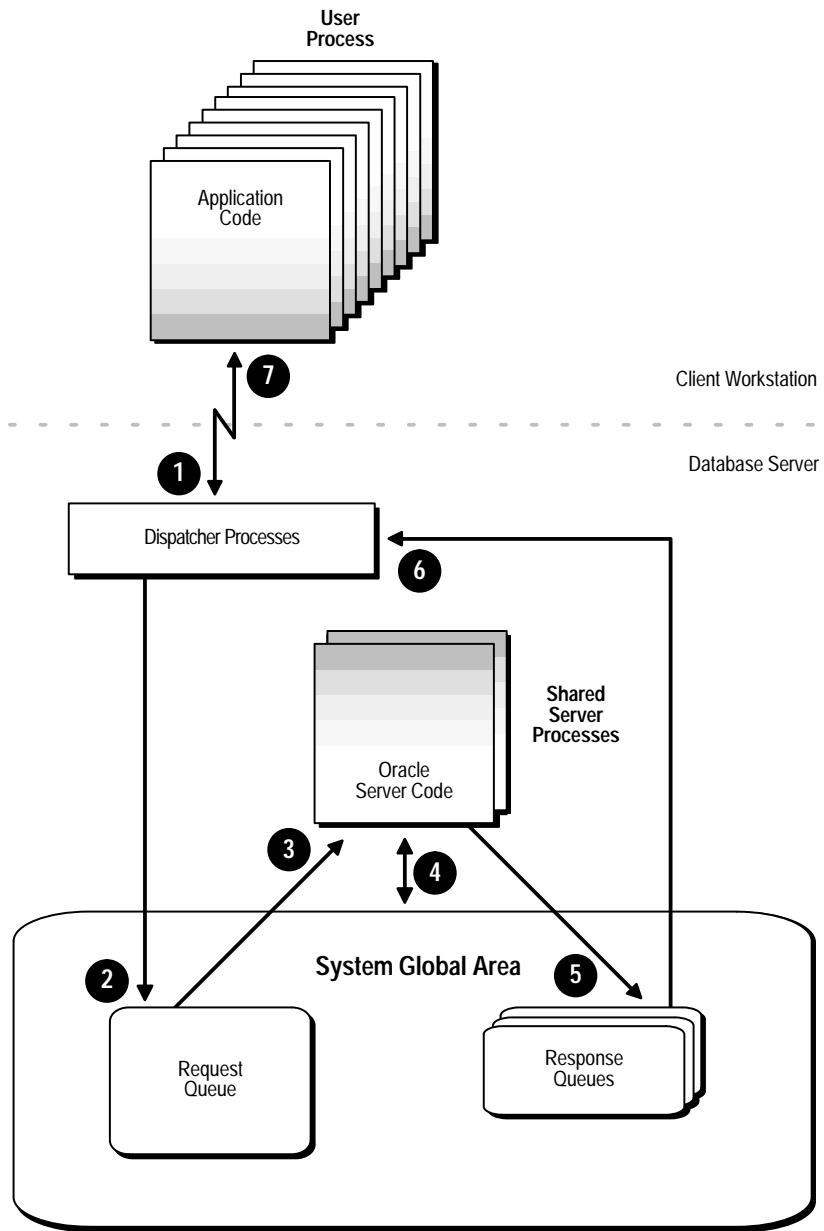 User
Process
Application
Code
7
Client Workstation
1
Database Server
Dispatcher Processes
6
Shared
Server
Processes
Oracle
Server Code
3
4
2
System Global Area
5
Request
Queue
Response
Queues